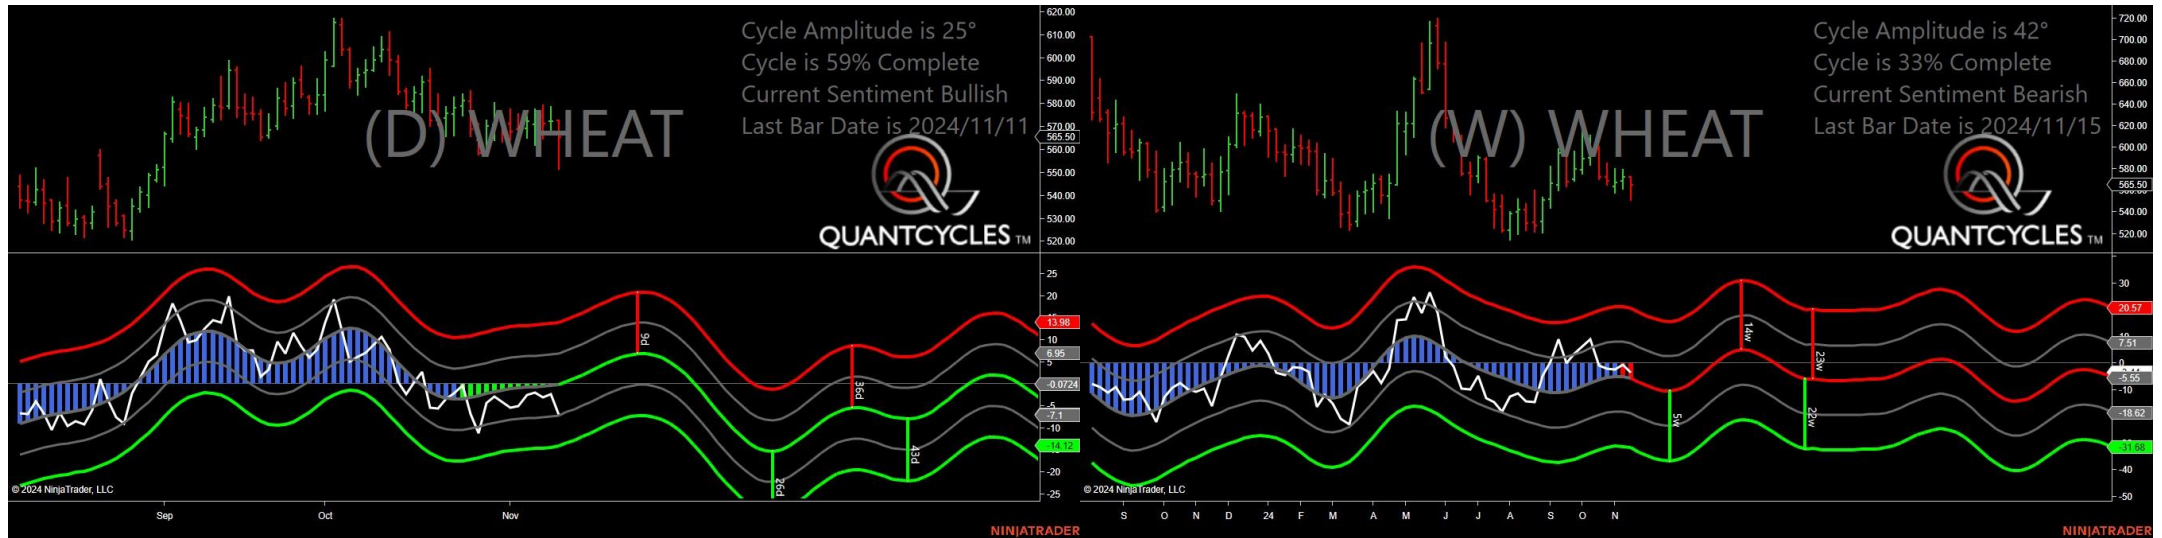 Cycle Amplitude is 25°
Cycle is 59% Complete
Current Sentiment Bullish
Last Bar Date is 2024/11/11
(D) WHEAT
QUANTCYCLES TM
620.00
610.00
600.00
590.00
580.00
570.00
565.50
560.00
550.00
540.00
530.00
520.00
25
20
13.98
10
6.95
5
-0.0724
-5
-7.1
-10
-14.12
-20
-25
9d
26d
36d
43d
© 2024 NinjaTrader, LLC
Sep Oct Nov
NINJATRADER
Cycle Amplitude is 42°
Cycle is 33% Complete
Current Sentiment Bearish
Last Bar Date is 2024/11/15
(W) WHEAT
QUANTCYCLES TM
720.00
700.00
680.00
660.00
640.00
620.00
600.00
580.00
565.50
540.00
520.00
30
20.57
7.51
0
-5.55
-10
-18.62
-31.68
-40
-50
5w
14w
22w
23w
© 2024 NinjaTrader, LLC
S O N D 24 F M A M J J A S O N
NINJATRADER